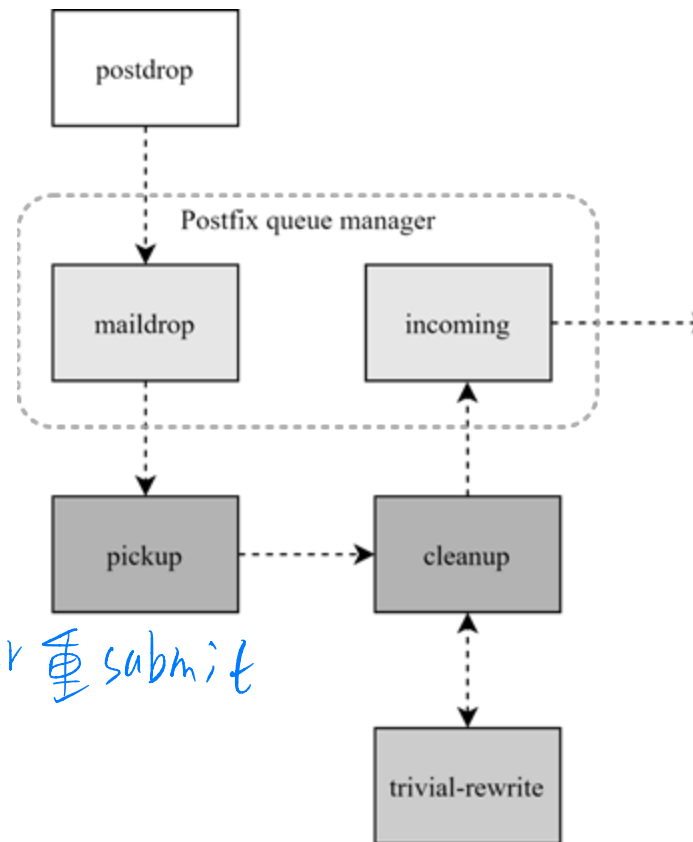 postdrop
Postfix queue manager
maildrop
incoming
pickup
cleanup
重submit
trivial-rewrite